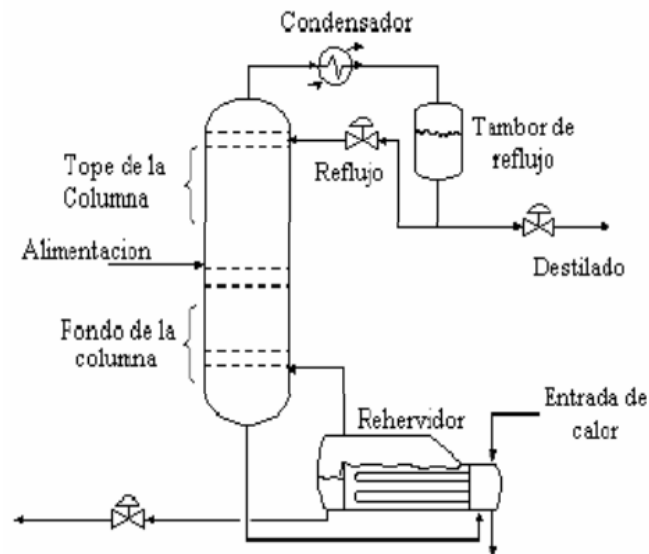 Condensador
Tambor de
reflujo
Tope de la
Columna
Reflujo
Alimentacion
Destilado
Fondo de la
columna
Rehervidor
Entrada de
calor